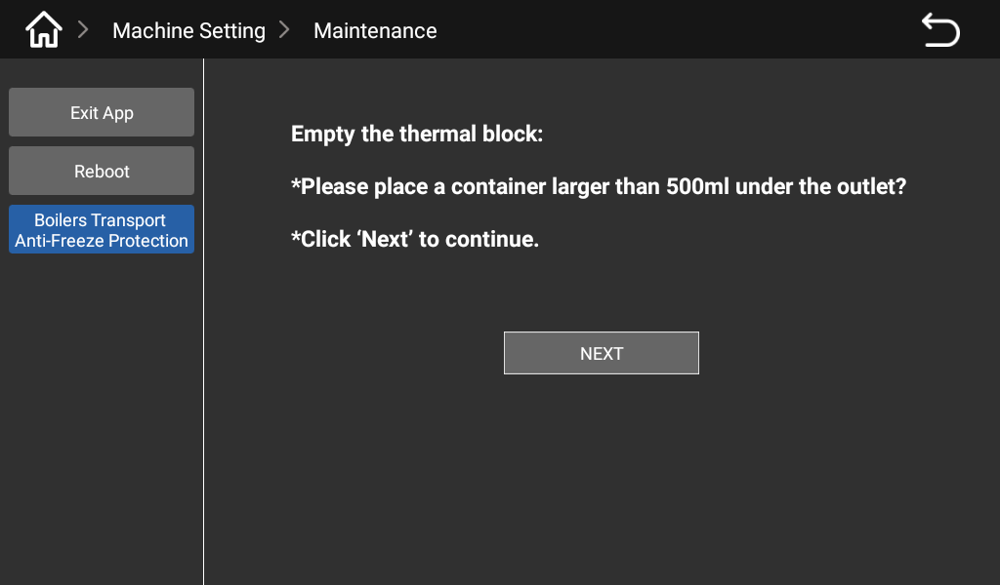 Machine Setting
Maintenance
Exit App
Reboot
Boilers Transport
Anti-Freeze Protection
Empty the thermal block:
*Please place a container larger than 500ml under the outlet?
*Click ‘Next’ to continue.
NEXT